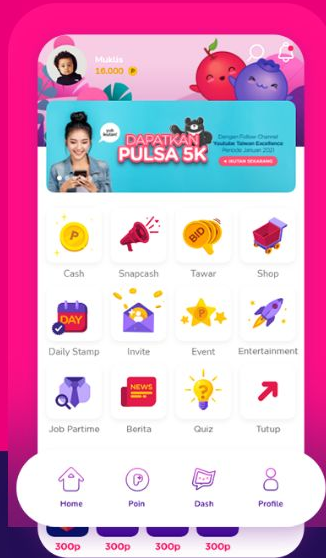 Muklis
16,000 P
DAPATKAN
PULSA 5K
Dengan Follow Channel
Youtube Taiwan Excellence
Periode Januari 2021
IKUTAN SEKARANG
P
BID
Cash Snapcash Tawar Shop
DAY
P
Daily Stamp Invite Event Entertainment
NEWS
?
Job Partime Berita Quiz Tutup
Home Poin Dash Profile
300p 300p 300p 300p